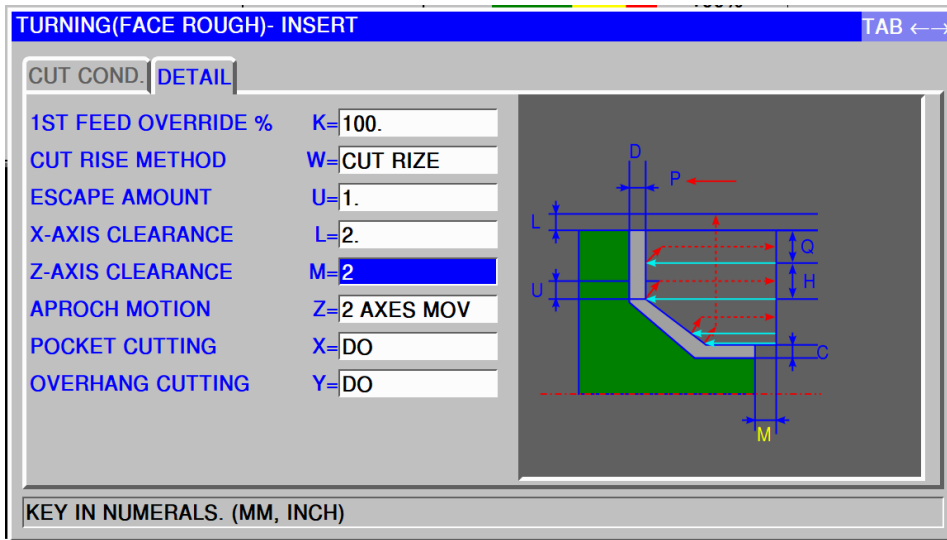 TURNING(FACE ROUGH)- INSERT TAB ←→
CUT COND. DETAIL
1ST FEED OVERRIDE % K=100.
CUT RISE METHOD W=CUT RIZE
ESCAPE AMOUNT U=1.
X-AXIS CLEARANCE L=2.
Z-AXIS CLEARANCE M=2
APROCH MOTION Z=2 AXES MOV
POCKET CUTTING X=DO
OVERHANG CUTTING Y=DO
D
P
L
Q
H
U
C
M
KEY IN NUMERALS. (MM, INCH)